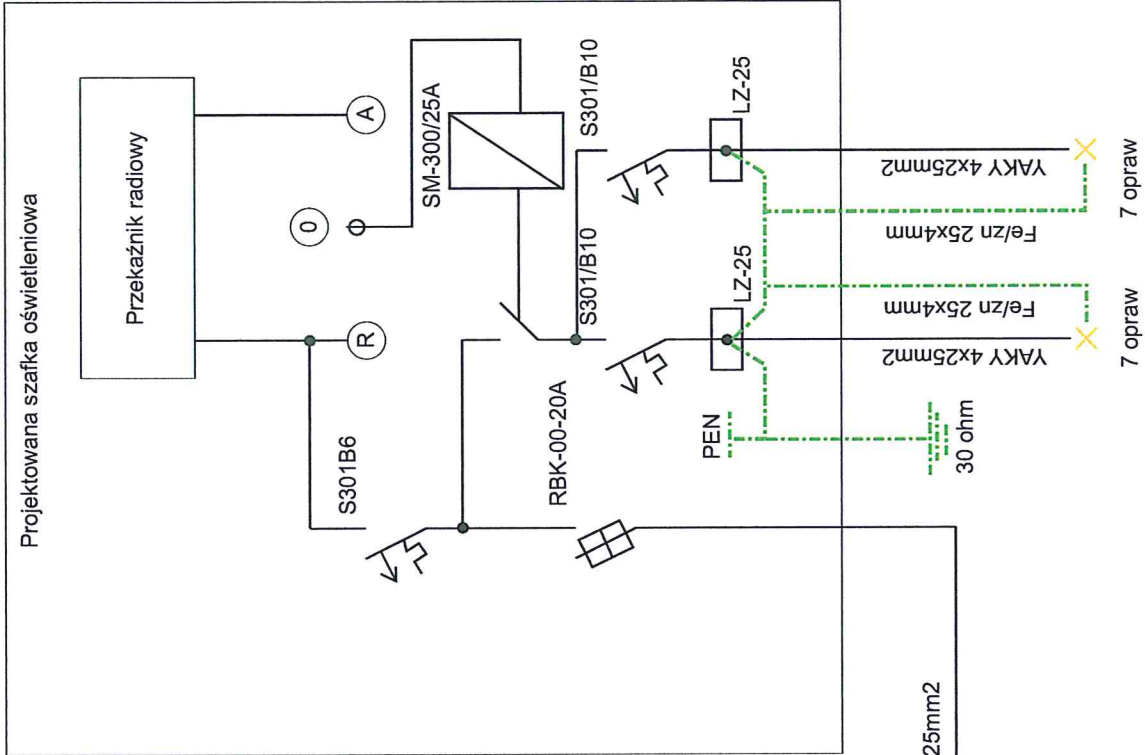 Projektowana szafka oświetleniowa
Przekaźnik radiowy
R
0
A
SM-300/25A
S301B6
S301/B10
S301/B10
RBK-00-20A
LZ-25
LZ-25
PEN
30 ohm
YAKY 4x25mm2
Fe/zn 25x4mm
Fe/zn 25x4mm
YAKY 4x25mm2
7 opraw
7 opraw
25mm2